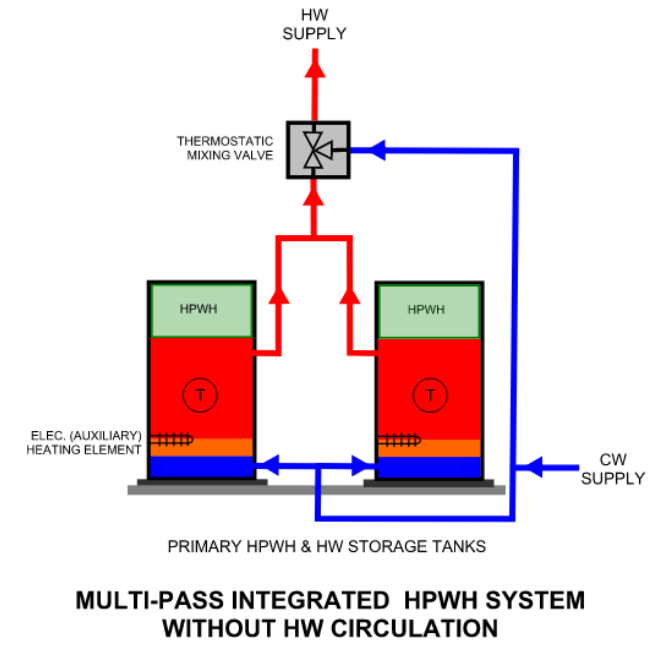 HW
SUPPLY
THERMOSTATIC
MIXING VALVE
HPWH
HPWH
T
T
ELEC. (AUXILIARY)
HEATING ELEMENT
CW
SUPPLY
PRIMARY HPWH & HW STORAGE TANKS
MULTI-PASS INTEGRATED HPWH SYSTEM
WITHOUT HW CIRCULATION